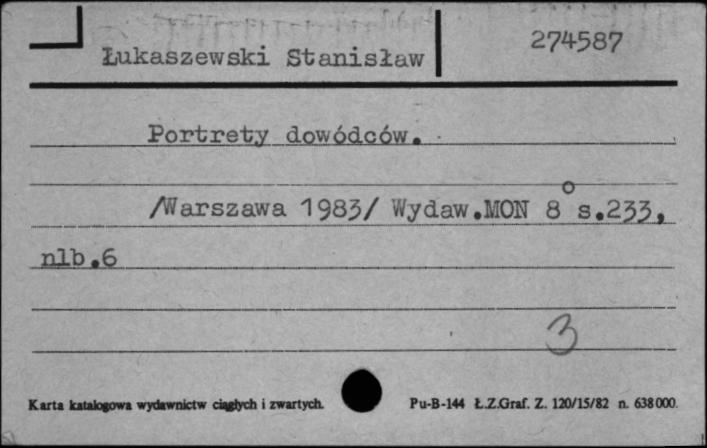 Łukaszewski Stanisław
274587
Portrety dowódców.
/Warszawa 1983/ Wydaw.MON 8° s.233,
nlb.6
3
Karta katalogowa wydawnictw ciągłych i zwartych.
Pu-B-144 Ł.Z.Graf. Z. 120/15/82 n. 638000.